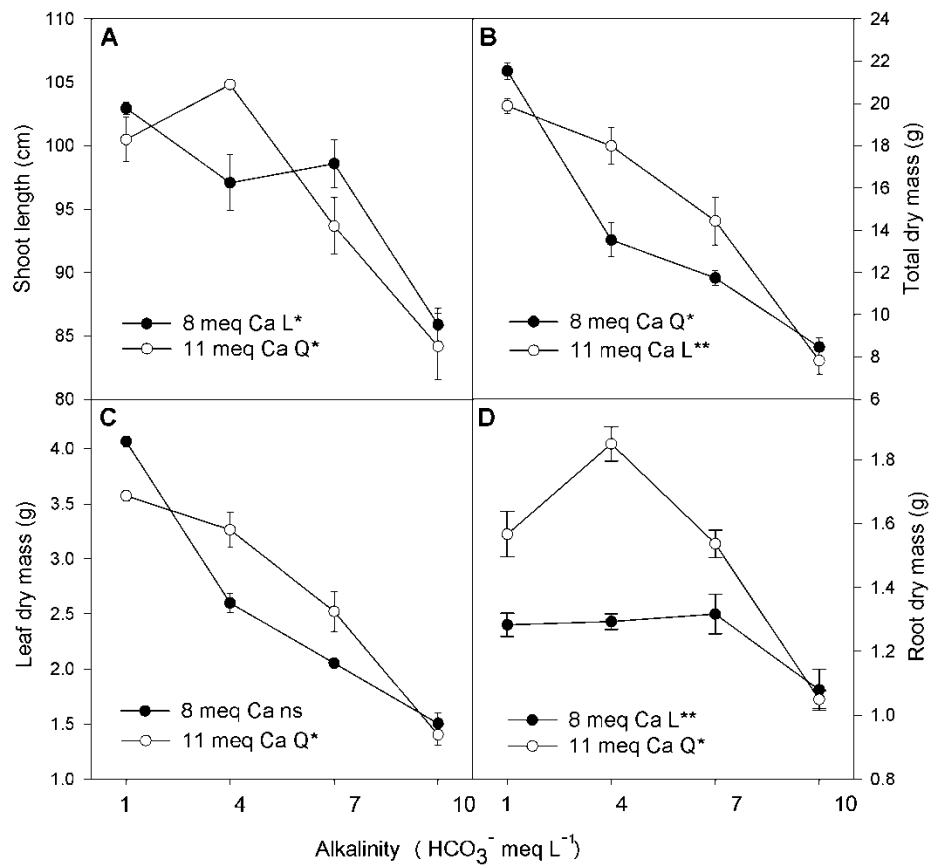 A
110
105
100
95
90
85
80
Shoot length (cm)
8 meq Ca L*
11 meq Ca Q*
B
24
22
20
18
16
14
12
10
8
6
Total dry mass (g)
8 meq Ca Q*
11 meq Ca L**
C
4.0
3.5
3.0
2.5
2.0
1.5
1.0
Leaf dry mass (g)
8 meq Ca ns
11 meq Ca Q*
D
1.8
1.6
1.4
1.2
1.0
0.8
Root dry mass (g)
8 meq Ca L**
11 meq Ca Q*
1 4 7 10 1 4 7 10
Alkalinity ( HCO₃⁻ meq L⁻¹)